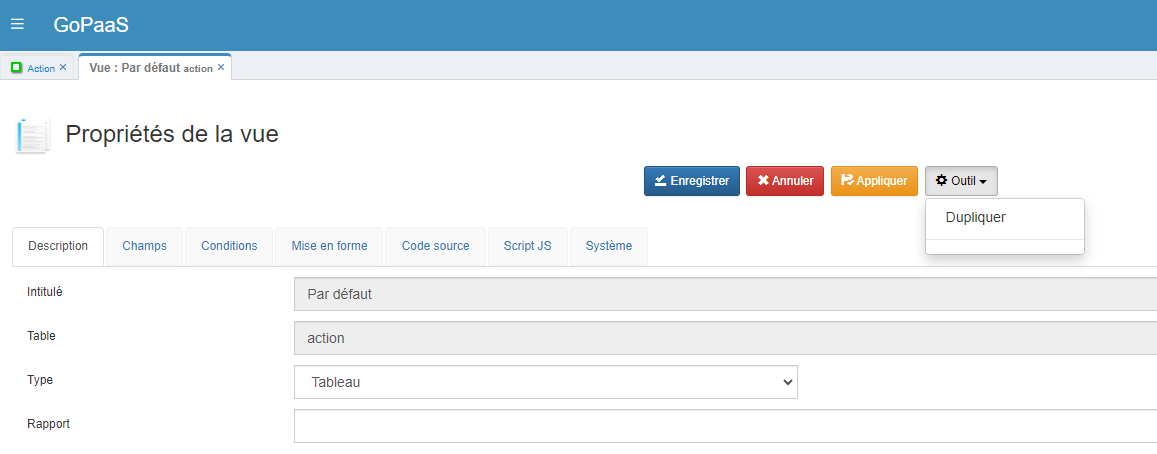 GoPaaS
Action × Vue : Par défaut action ×
Propriétés de la vue
Enregistrer Annuler Appliquer Outil
Dupliquer
Description Champs Conditions Mise en forme Code source Script JS Système
Intitulé Par défaut
Table action
Type Tableau
Rapport